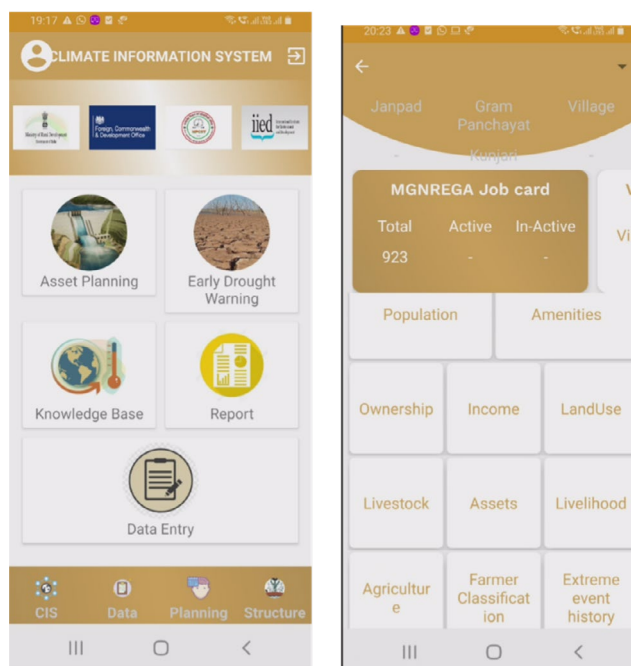 19:17
CLIMATE INFORMATION SYSTEM
Foreign, Commonwealth
& Development Office
iied
Asset Planning
Early Drought
Warning
Knowledge Base
Report
Data Entry
CIS
Data
Planning
Structure
20:23
Janpad
Gram
Panchayat
Village
-
Kunjari
-
MGNREGA Job card
Total
Active
In-Active
923
-
-
V
Vi
Population
Amenities
Ownership
Income
LandUse
Livestock
Assets
Livelihood
Agricultur
e
Farmer
Classificat
ion
Extreme
event
history